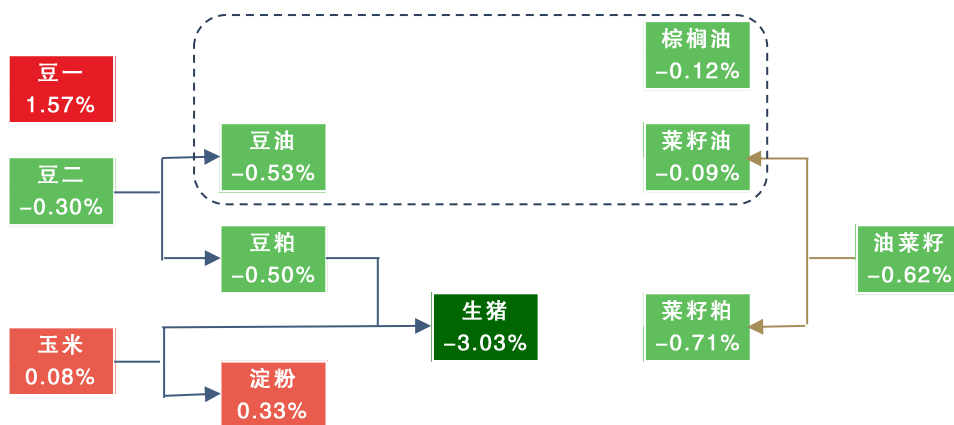 棕榈油
-0.12%
豆一
1.57%
豆油
-0.53%
菜籽油
-0.09%
豆二
-0.30%
豆粕
-0.50%
油菜籽
-0.62%
生猪
-3.03%
菜籽粕
-0.71%
玉米
0.08%
淀粉
0.33%